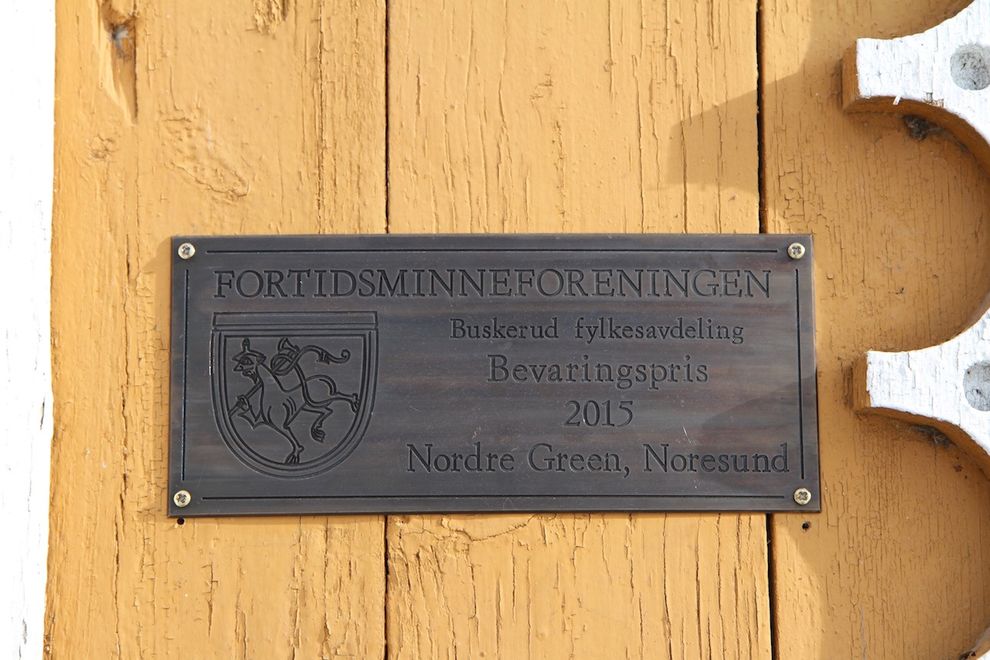 FORTIDSMINNEFORENINGEN
Buskerud fylkesavdeling
Bevaringspris
2015
Nordre Green, Noresund